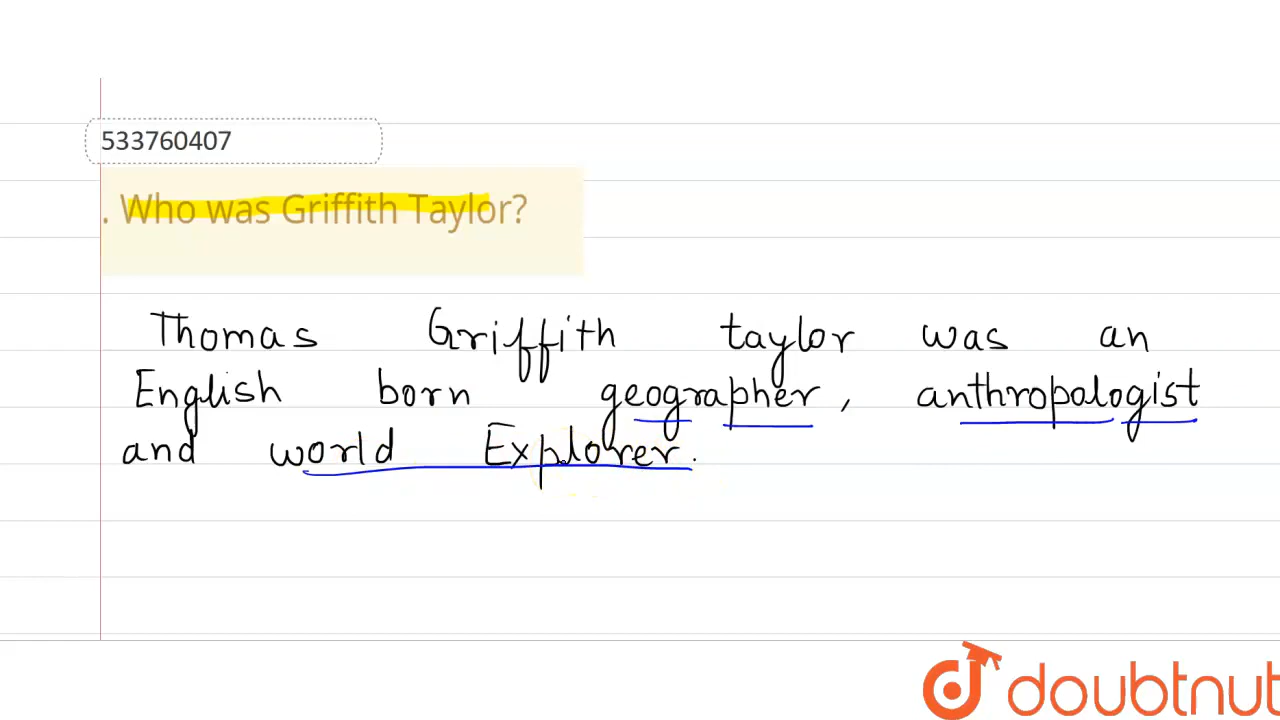 533760407
. Who was Griffith Taylor?
Thomas Griffith taylor was an
English born geographer, anthropologist
and world Explorer.
doubtnut